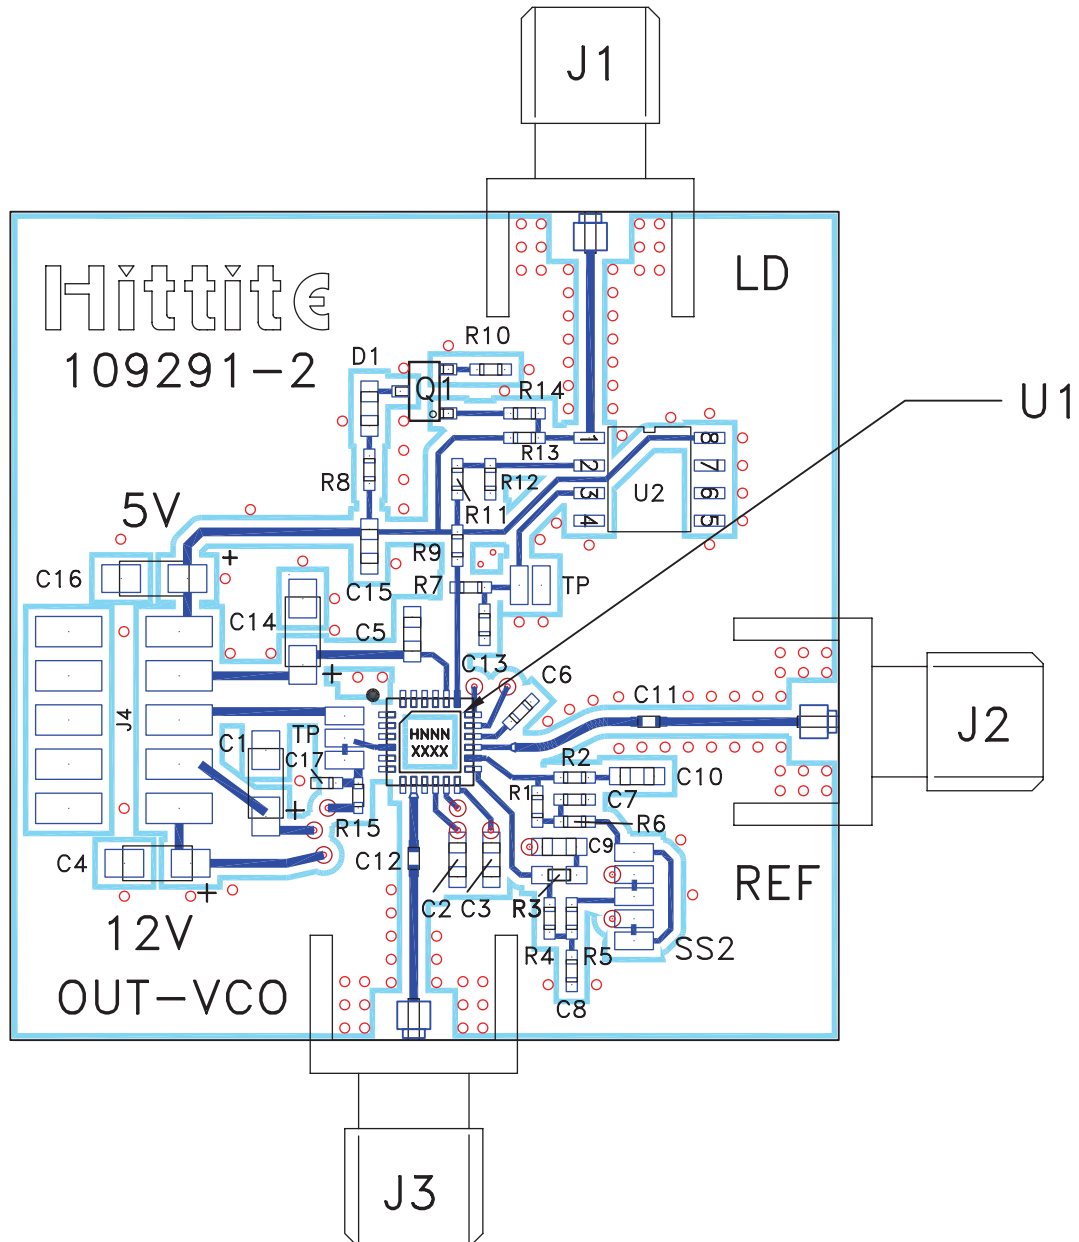 J1
Hittite
LD
109291-2
D1
R10
Q1
R14
U1
1
8
R13
2
7
R8
R12
U2
3
6
5V
R11
4
5
R9
C16
+
C15
R7
TP
C14
C5
+
C13
C6
J4
C11
HNNN
XXXX
J2
C1
TP
C17
R2
C10
R1
C7
+
R15
R6
C4
C12
C9
+
R3
REF
C2
C3
12V
R4
R5
SS2
OUT-VCO
C8
J3